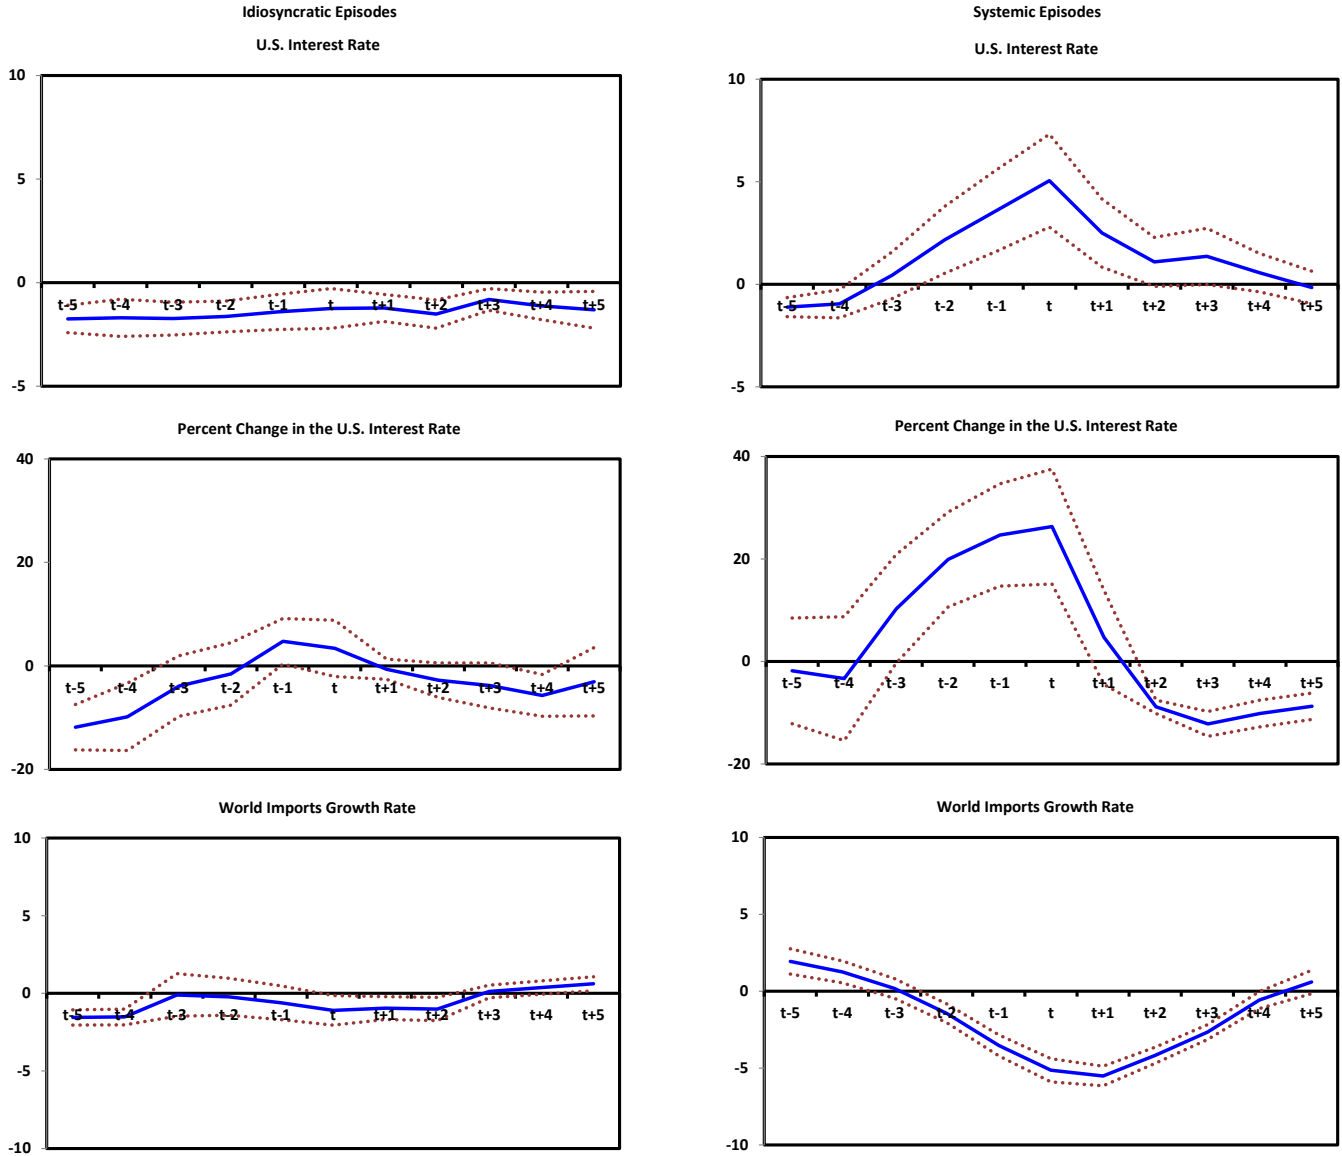 Idiosyncratic Episodes
U.S. Interest Rate
10
5
0
-5
t-5 t-4 t-3 t-2 t-1 t t+1 t+2 t+3 t+4 t+5
Percent Change in the U.S. Interest Rate
40
20
0
-20
t-5 t-4 t-3 t-2 t-1 t t+1 t+2 t+3 t+4 t+5
World Imports Growth Rate
10
5
0
-5
-10
t-5 t-4 t-3 t-2 t-1 t t+1 t+2 t+3 t+4 t+5
Systemic Episodes
U.S. Interest Rate
10
5
0
-5
t-5 t-4 t-3 t-2 t-1 t t+1 t+2 t+3 t+4 t+5
Percent Change in the U.S. Interest Rate
40
20
0
-20
t-5 t-4 t-3 t-2 t-1 t t+1 t+2 t+3 t+4 t+5
World Imports Growth Rate
10
5
0
-5
-10
t-5 t-4 t-3 t-2 t-1 t t+1 t+2 t+3 t+4 t+5